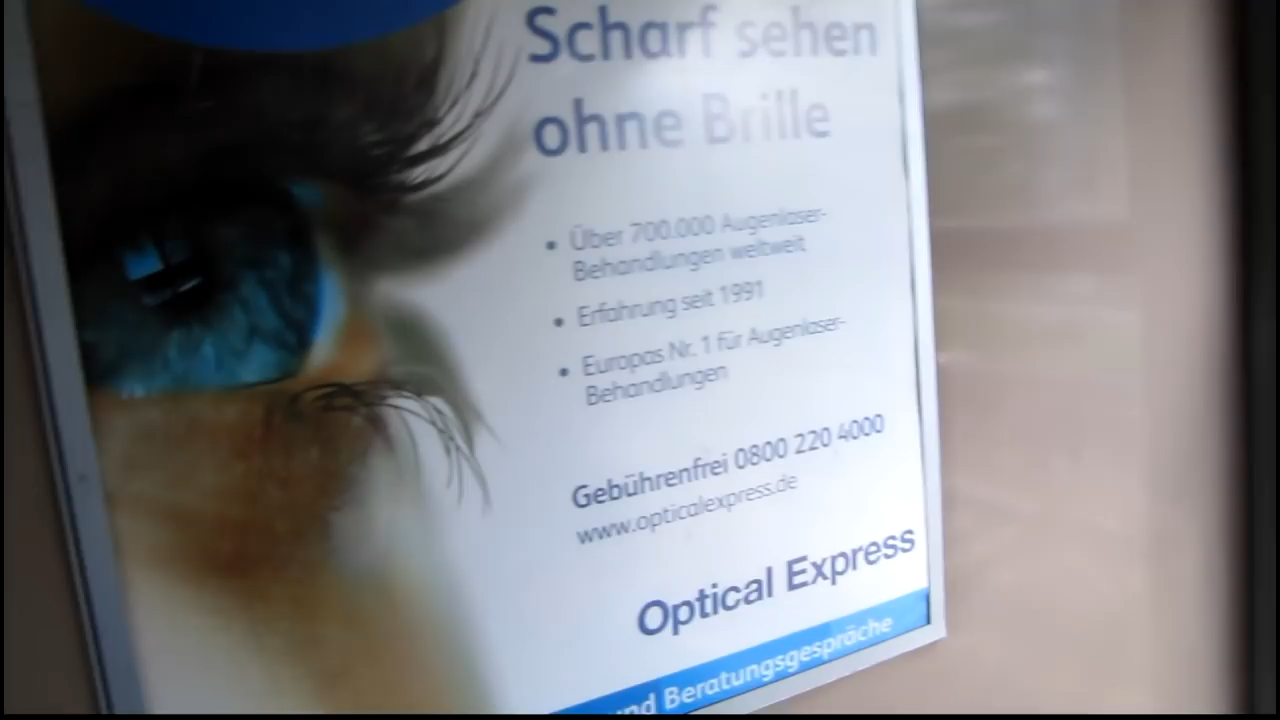 Scharf sehen
ohne Brille
• Über 700.000 Augenlaser-
Behandlungen weltweit
• Erfahrung seit 1991
• Europas Nr. 1 für Augenlaser-
Behandlungen
Gebührenfrei 0800 220 4000
www.opticalexpress.de
Optical Express
und Beratungsgespräche